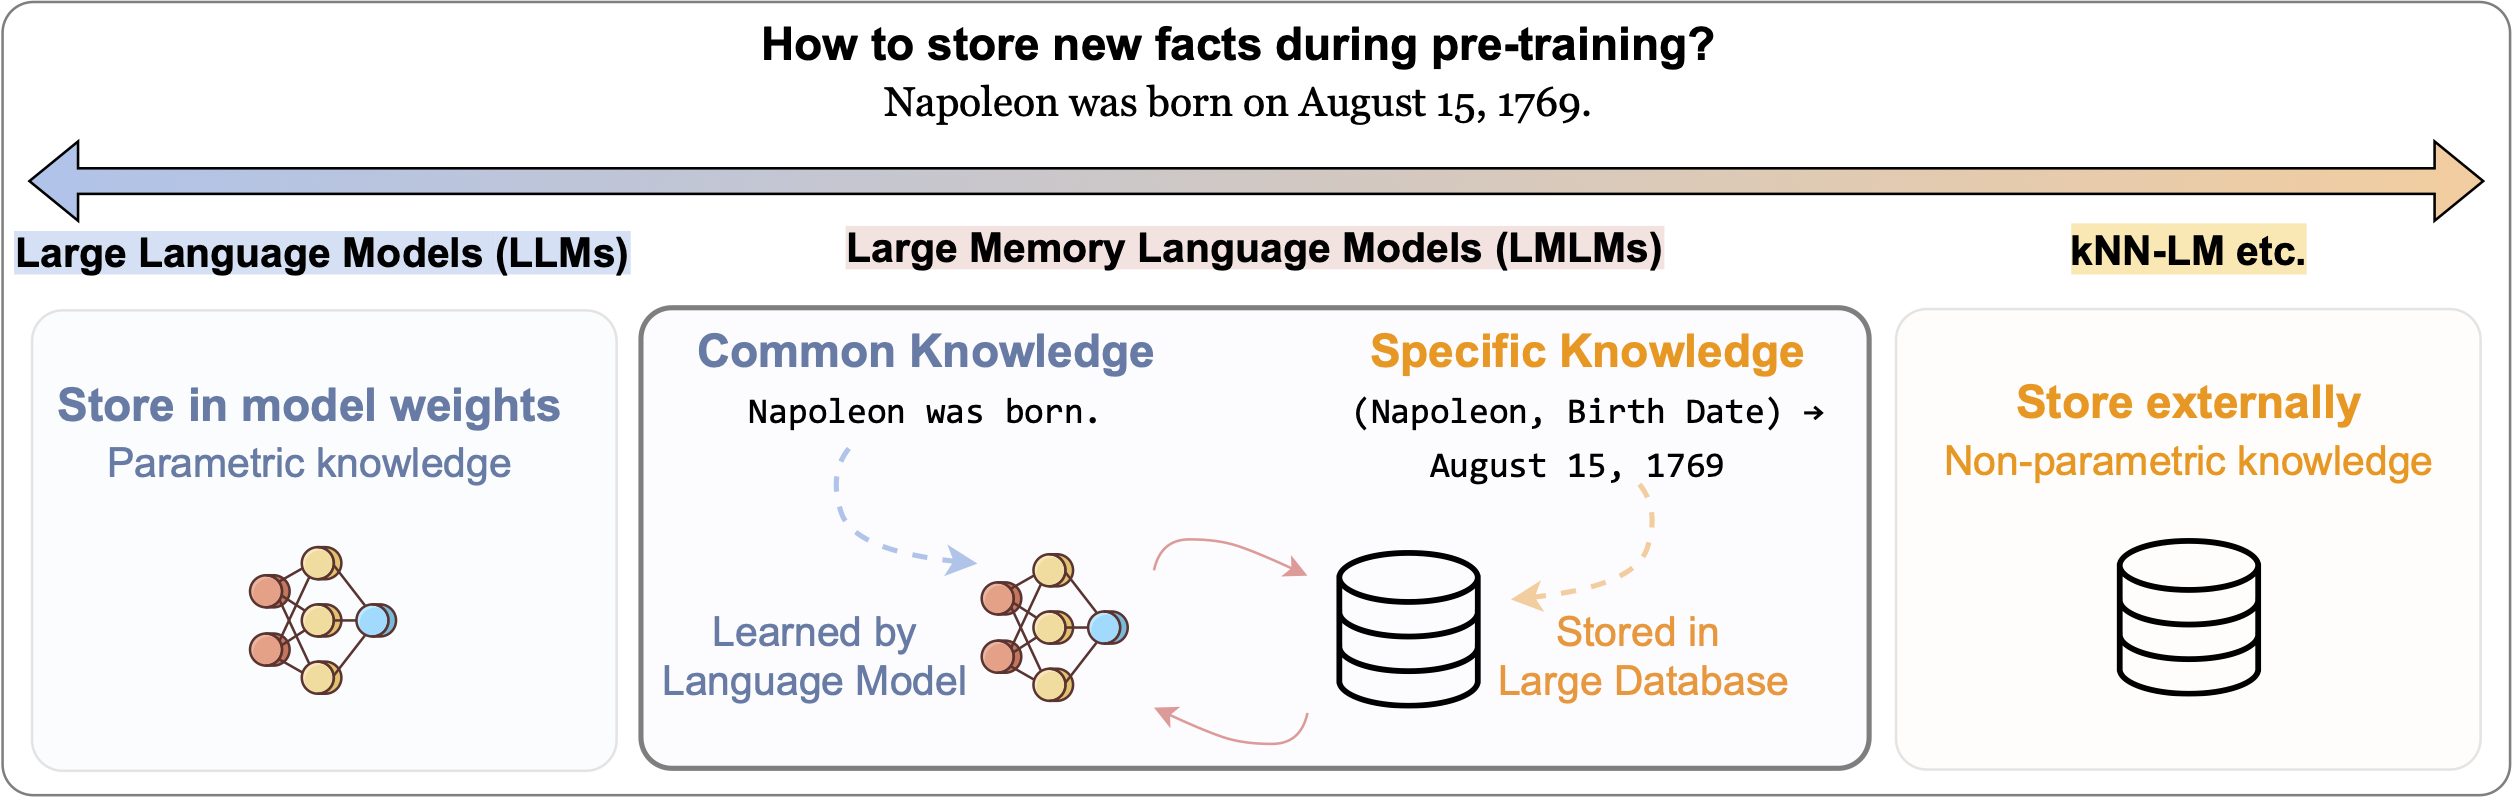 How to store new facts during pre-training?
Napoleon was born on August 15, 1769.
Large Language Models (LLMs)
Large Memory Language Models (LMLMs)
kNN-LM etc.
Store in model weights
Parametric knowledge
Common Knowledge
Napoleon was born.
Learned by
Language Model
Specific Knowledge
(Napoleon, Birth Date) →
August 15, 1769
Stored in
Large Database
Store externally
Non-parametric knowledge